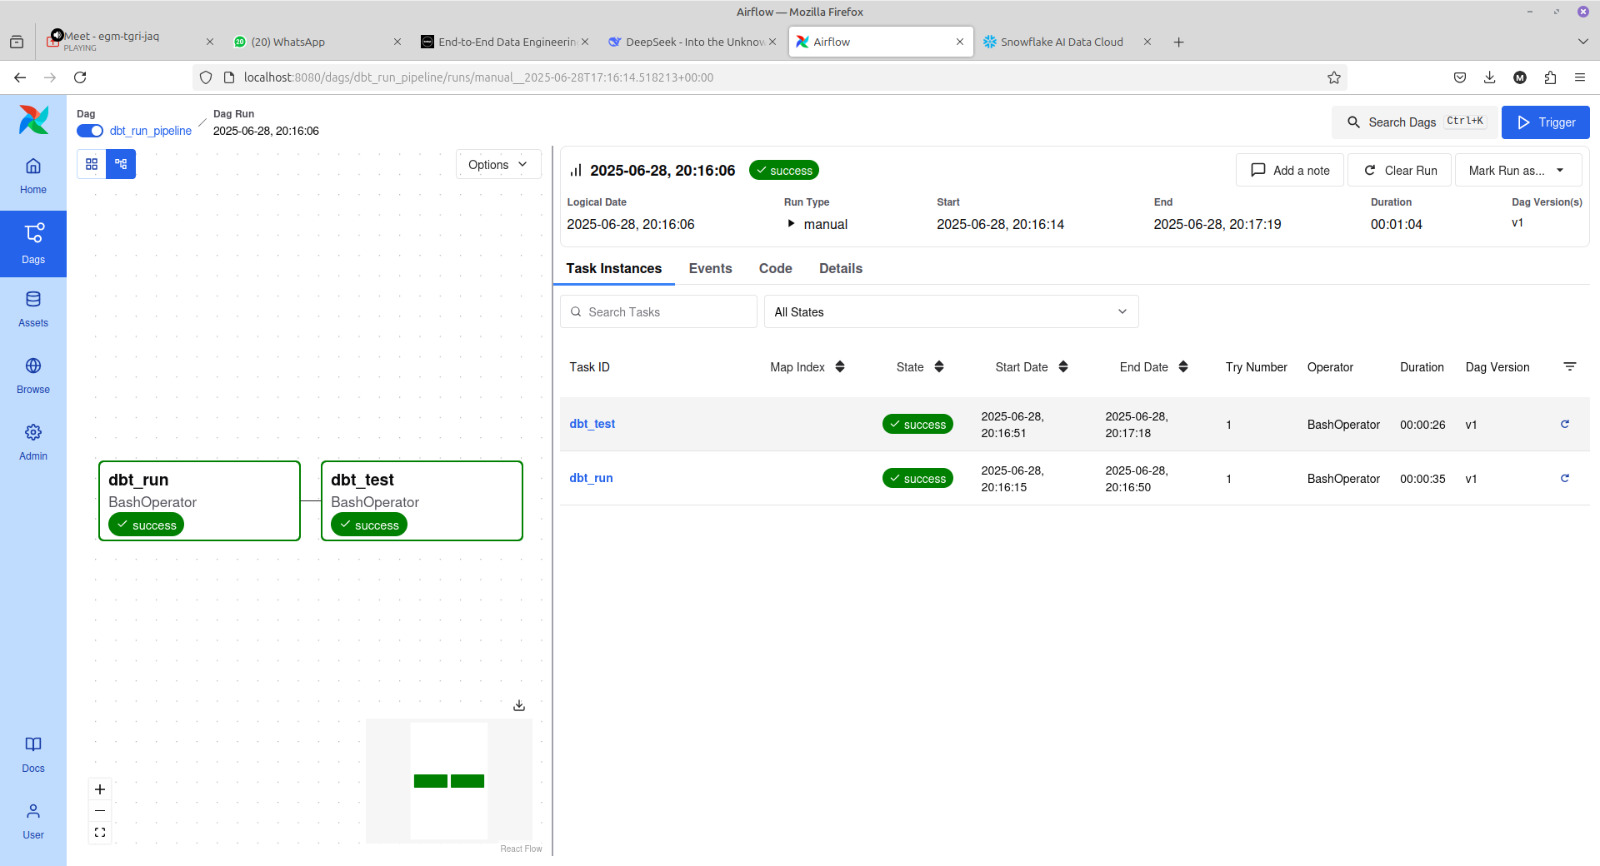 Airflow — Mozilla Firefox
Meet - egm-tgri-jaq
PLAYING
(20) WhatsApp
End-to-End Data Engineerin
DeepSeek - Into the Unknow
Airflow
Snowflake AI Data Cloud
localhost:8080/dags/dbt_run_pipeline/runs/manual__2025-06-28T17:16:14.518213+00:00
Dag
dbt_run_pipeline
Dag Run
2025-06-28, 20:16:06
Search Dags Ctrl+K
Trigger
Home
Dags
Assets
Browse
Admin
Docs
User
Options
dbt_run
BashOperator
success
dbt_test
BashOperator
success
React Flow
2025-06-28, 20:16:06 success
Add a note
Clear Run
Mark Run as...
Logical Date Run Type Start End Duration Dag Version(s)
2025-06-28, 20:16:06 manual 2025-06-28, 20:16:14 2025-06-28, 20:17:19 00:01:04 v1
Task Instances Events Code Details
Search Tasks
All States
Task ID Map Index State Start Date End Date Try Number Operator Duration Dag Version
dbt_test success 2025-06-28, 20:16:51 2025-06-28, 20:17:18 1 BashOperator 00:00:26 v1
dbt_run success 2025-06-28, 20:16:15 2025-06-28, 20:16:50 1 BashOperator 00:00:35 v1